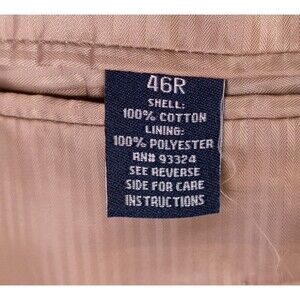 46R
SHELL:
100% COTTON
LINING:
100% POLYESTER
RN# 93324
SEE REVERSE
SIDE FOR CARE
INSTRUCTIONS